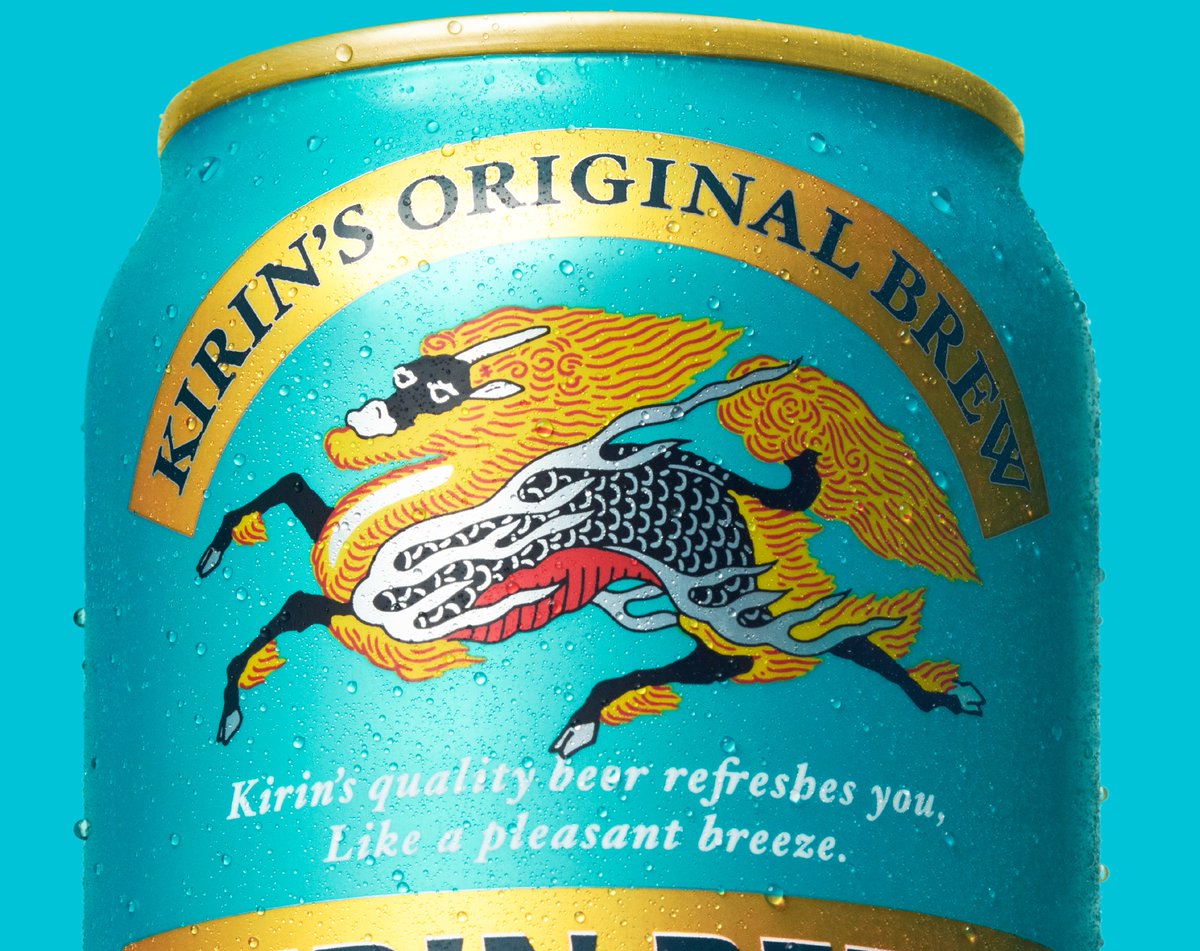 KIRIN'S ORIGINAL BREW
Kirin's quality beer refreshes you,
Like a pleasant breeze.